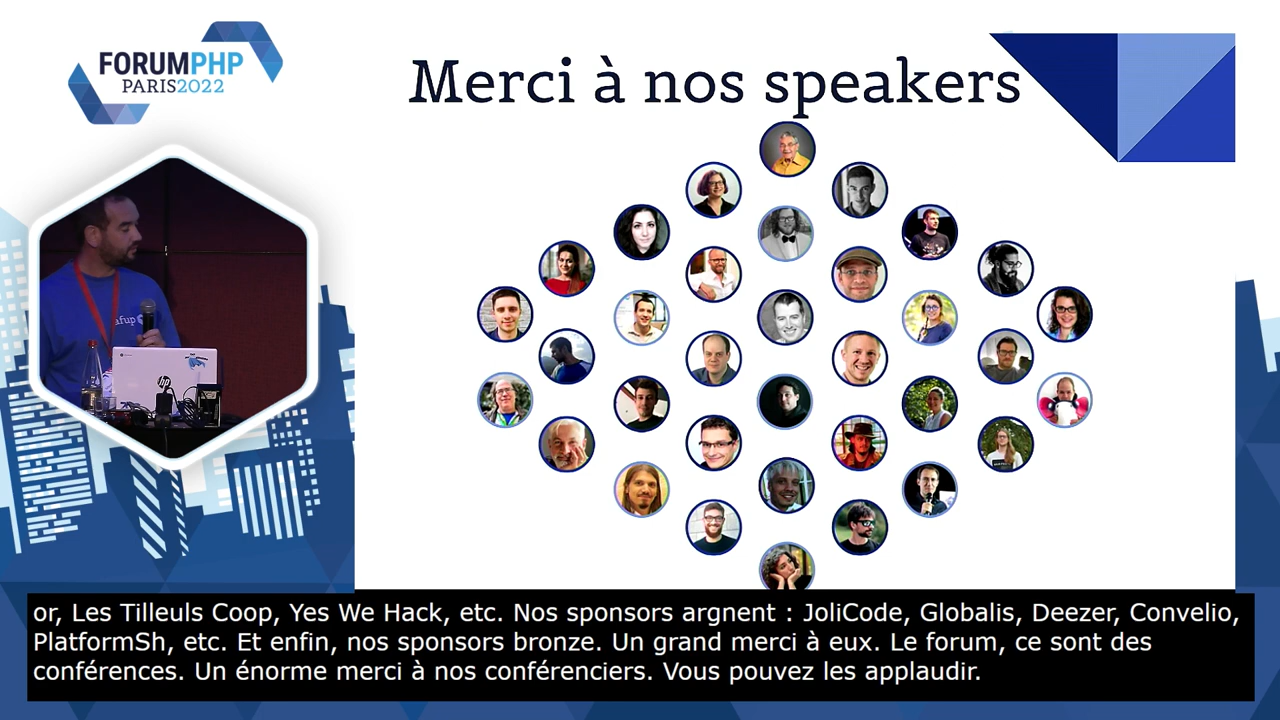 FORUMPHP
PARIS2022
Merci à nos speakers
afup
hp
or, Les Tilleuls Coop, Yes We Hack, etc. Nos sponsors argnent : JoliCode, Globalis, Deezer, Convelio,
PlatformSh, etc. Et enfin, nos sponsors bronze. Un grand merci à eux. Le forum, ce sont des
conférences. Un énorme merci à nos conférenciers. Vous pouvez les applaudir.